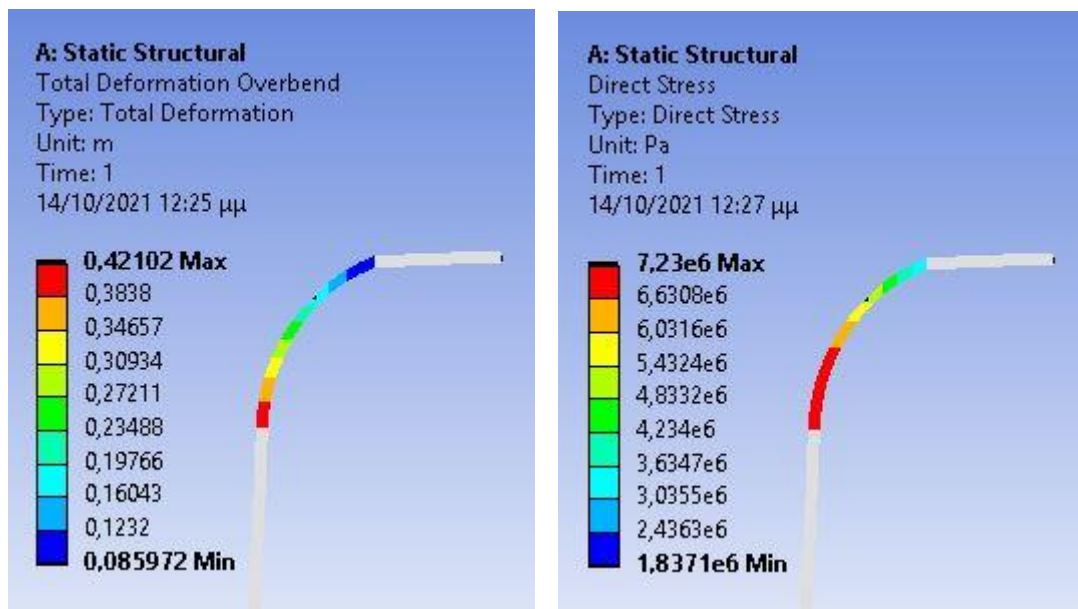 A: Static Structural
Total Deformation Overbend
Type: Total Deformation
Unit: m
Time: 1
14/10/2021 12:25 μμ
0,42102 Max
0,3838
0,34657
0,30934
0,27211
0,23488
0,19766
0,16043
0,1232
0,085972 Min
A: Static Structural
Direct Stress
Type: Direct Stress
Unit: Pa
Time: 1
14/10/2021 12:27 μμ
7,23e6 Max
6,6308e6
6,0316e6
5,4324e6
4,8332e6
4,234e6
3,6347e6
3,0355e6
2,4363e6
1,8371e6 Min